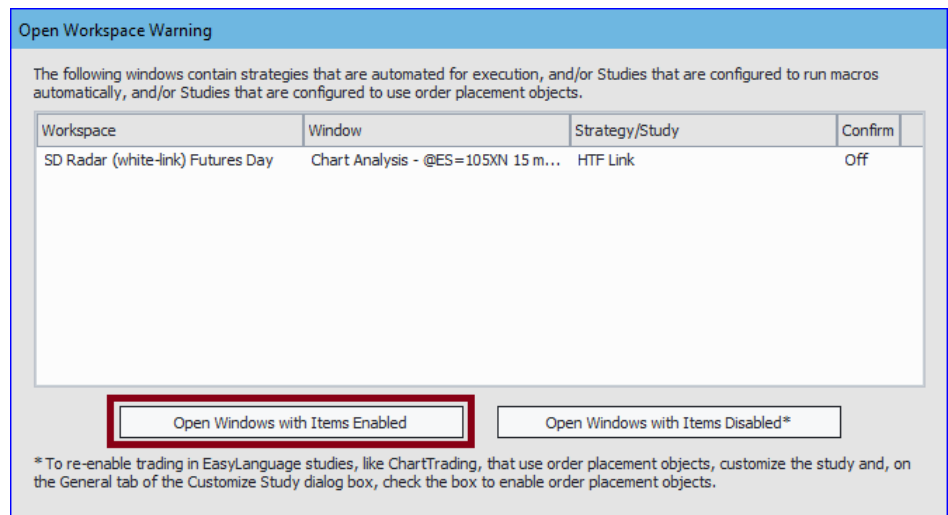 Open Workspace Warning
The following windows contain strategies that are automated for execution, and/or Studies that are configured to run macros
automatically, and/or Studies that are configured to use order placement objects.
Workspace Window Strategy/Study Confirm
SD Radar (white-link) Futures Day Chart Analysis - @ES=105XN 15 m... HTF Link Off
Open Windows with Items Enabled Open Windows with Items Disabled*
* To re-enable trading in EasyLanguage studies, like ChartTrading, that use order placement objects, customize the study and, on
the General tab of the Customize Study dialog box, check the box to enable order placement objects.